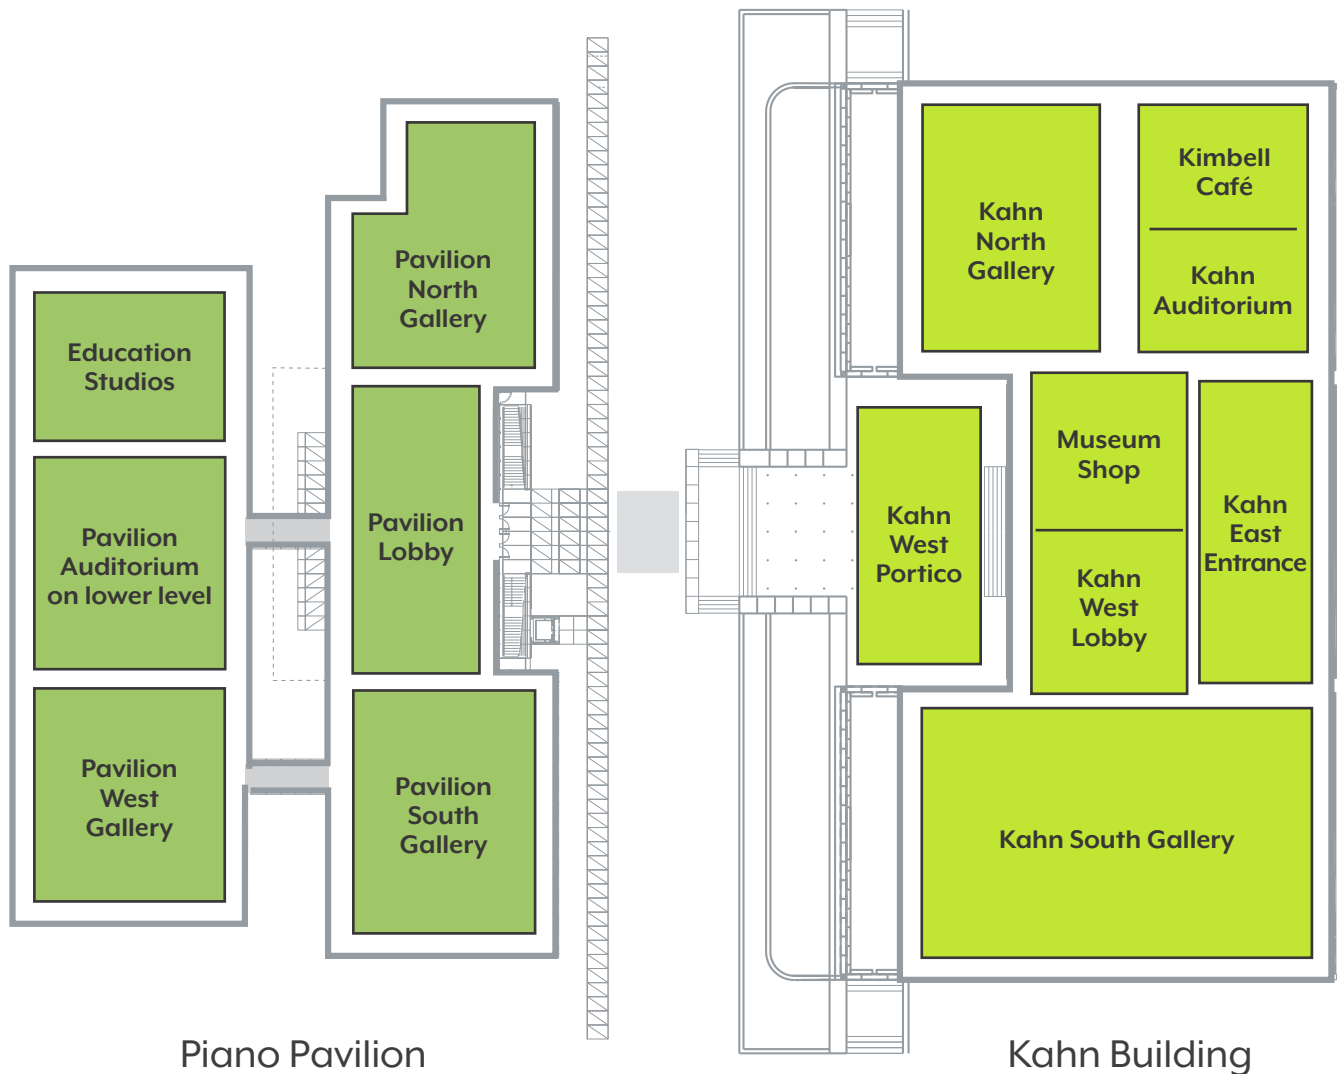 Education
Studios
Pavilion
Auditorium
on lower level
Pavilion
West
Gallery
Pavilion
North
Gallery
Pavilion
Lobby
Pavilion
South
Gallery
Piano Pavilion
Kahn
North
Gallery
Kimbell
Café
Kahn
Auditorium
Kahn
West
Portico
Museum
Shop
Kahn
West
Lobby
Kahn
East
Entrance
Kahn South Gallery
Kahn Building